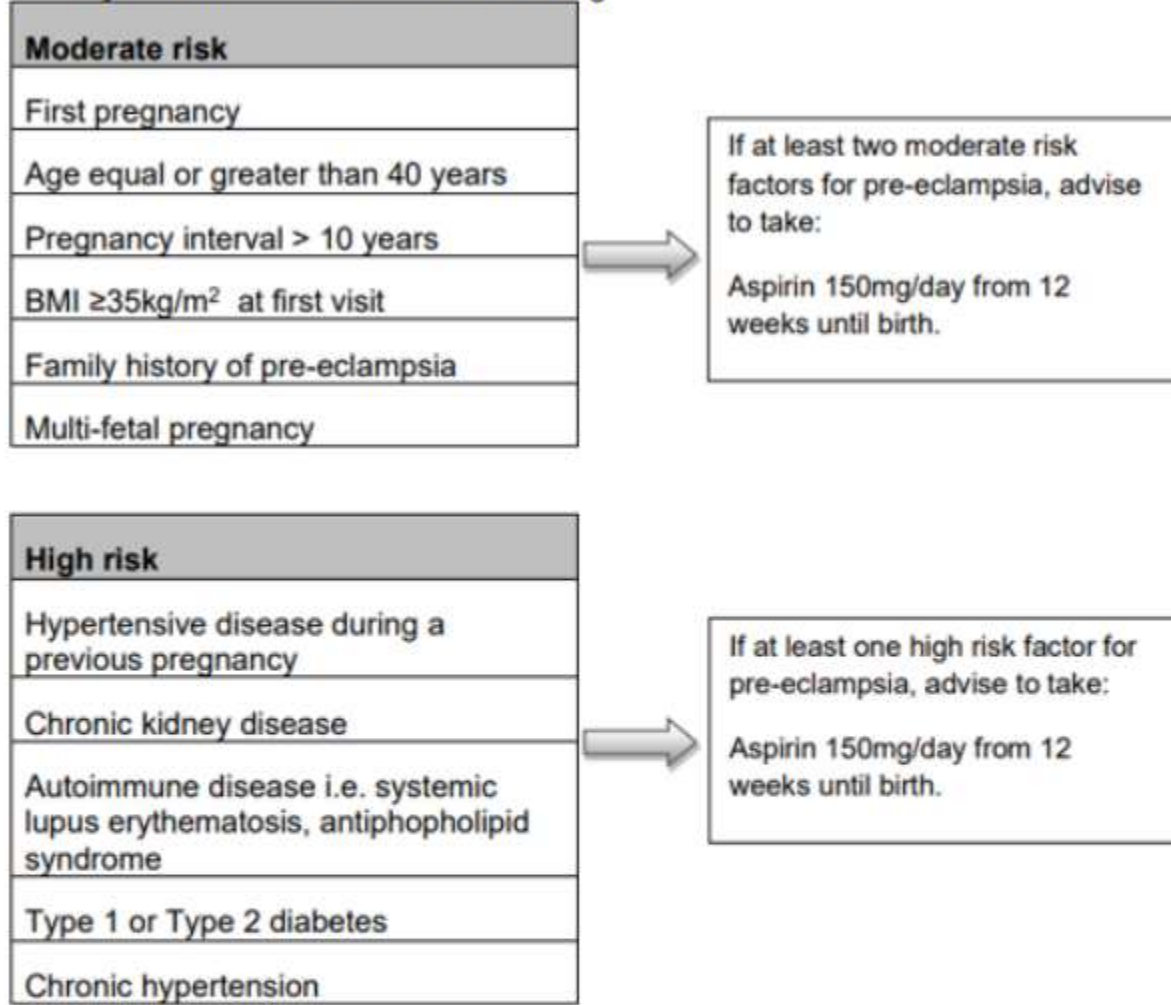 Moderate risk
First pregnancy
Age equal or greater than 40 years
Pregnancy interval > 10 years
BMI ≥35kg/m² at first visit
Family history of pre-eclampsia
Multi-fetal pregnancy
If at least two moderate risk
factors for pre-eclampsia, advise
to take:
Aspirin 150mg/day from 12
weeks until birth.
High risk
Hypertensive disease during a
previous pregnancy
Chronic kidney disease
Autoimmune disease i.e. systemic
lupus erythematosis, antiphopholipid
syndrome
Type 1 or Type 2 diabetes
Chronic hypertension
If at least one high risk factor for
pre-eclampsia, advise to take:
Aspirin 150mg/day from 12
weeks until birth.